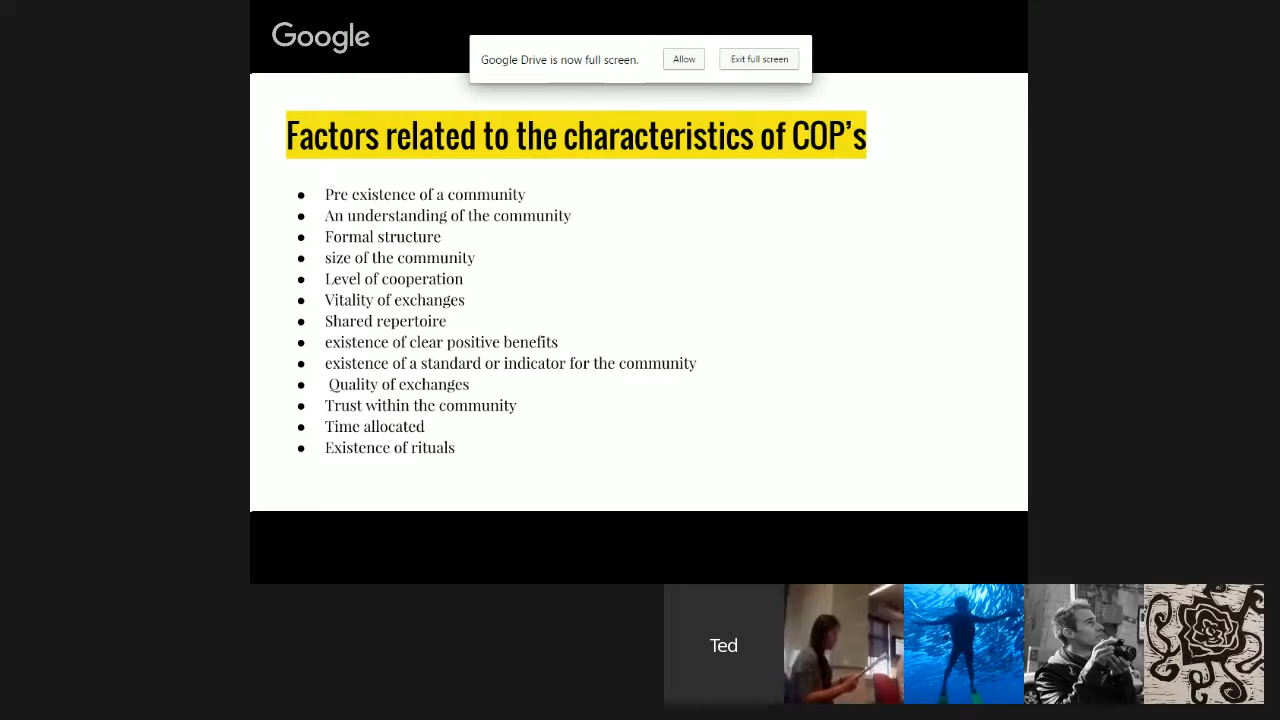 Google
Google Drive is now full screen.
Allow
Exit full screen
Factors related to the characteristics of COP's
● Pre existence of a community
● An understanding of the community
● Formal structure
● size of the community
● Level of cooperation
● Vitality of exchanges
● Shared repertoire
● existence of clear positive benefits
● existence of a standard or indicator for the community
● Quality of exchanges
● Trust within the community
● Time allocated
● Existence of rituals
Ted